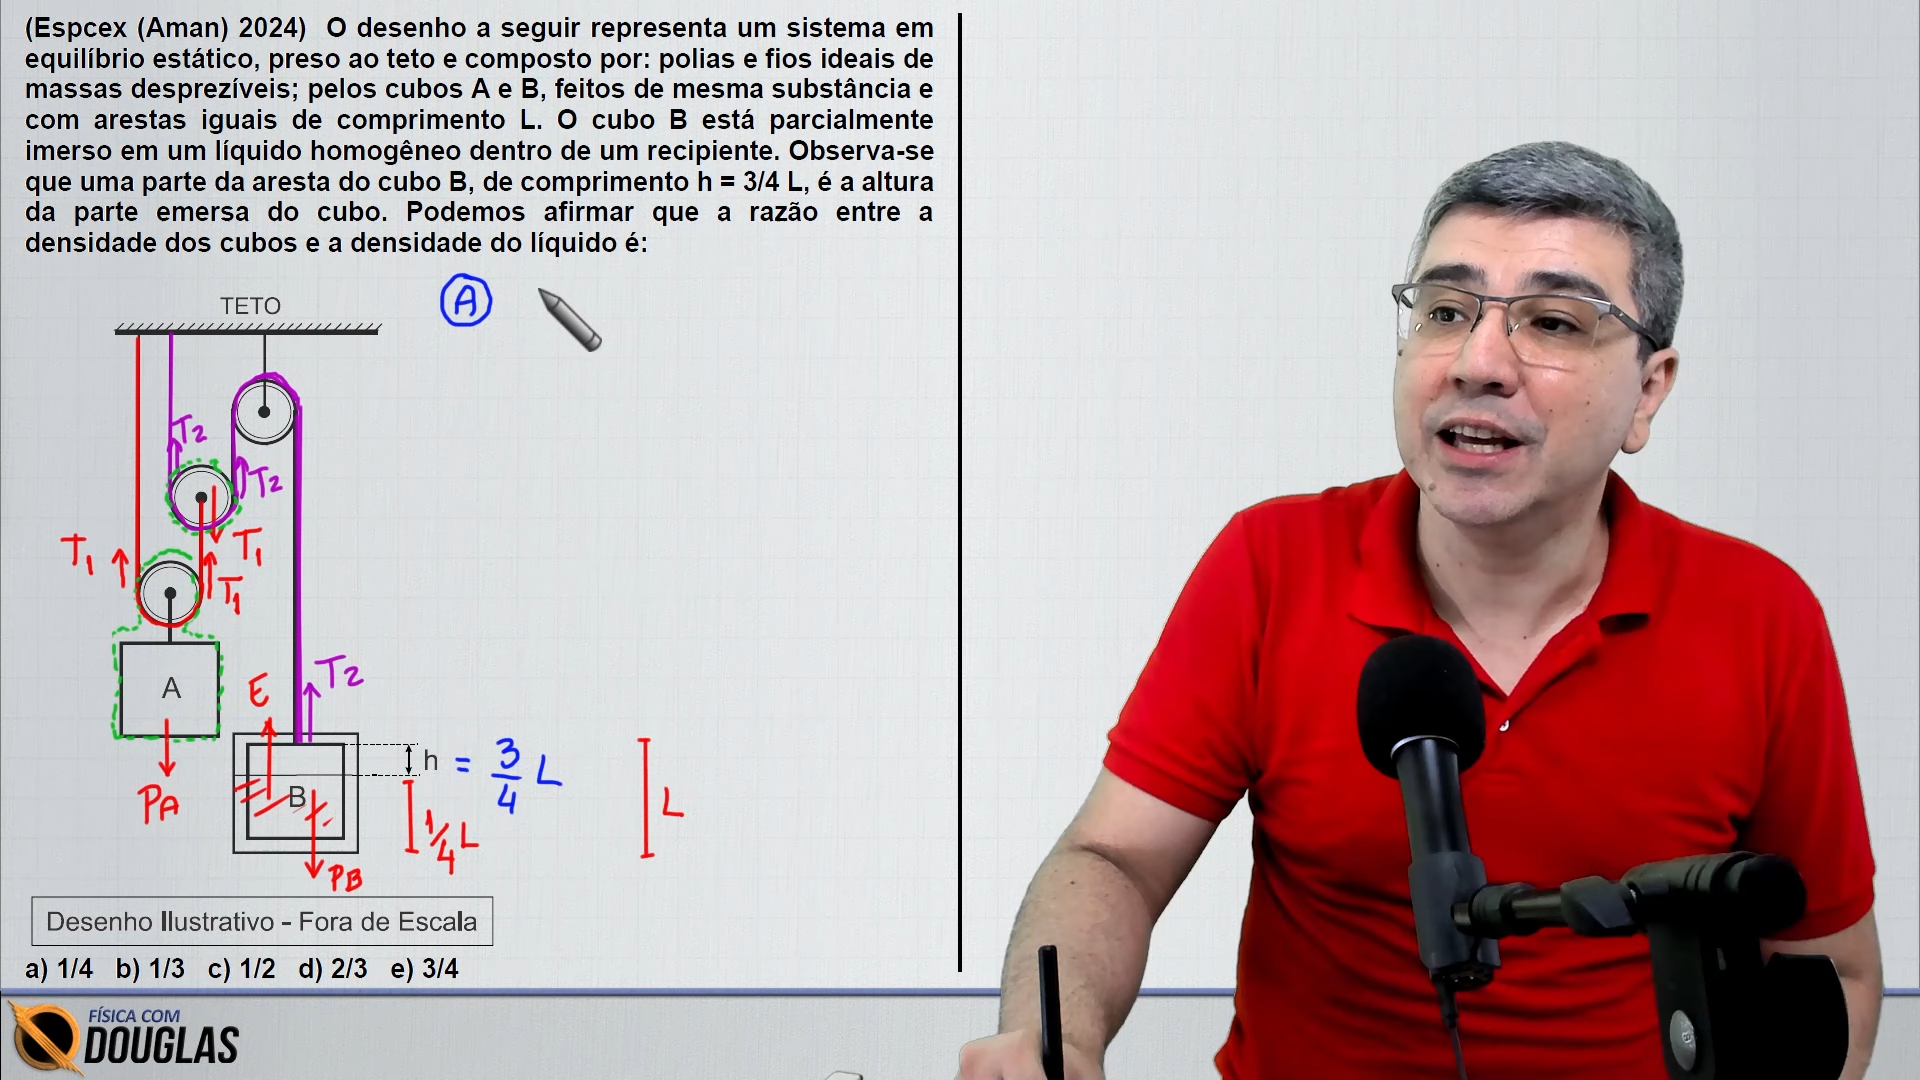 (Espcex (Aman) 2024) O desenho a seguir representa um sistema em
equilíbrio estático, preso ao teto e composto por: polias e fios ideais de
massas desprezíveis; pelos cubos A e B, feitos de mesma substância e
com arestas iguais de comprimento L. O cubo B está parcialmente
imerso em um líquido homogêneo dentro de um recipiente. Observa-se
que uma parte da aresta do cubo B, de comprimento h = 3/4 L, é a altura
da parte emersa do cubo. Podemos afirmar que a razão entre a
densidade dos cubos e a densidade do líquido é:
A
TETO
T2
T2
T1
T1
T1
T2
A
E
h = 3/4 L
PA
B
1/4 L
L
PB
Desenho Ilustrativo - Fora de Escala
a) 1/4 b) 1/3 c) 1/2 d) 2/3 e) 3/4
FÍSICA COM
DOUGLAS